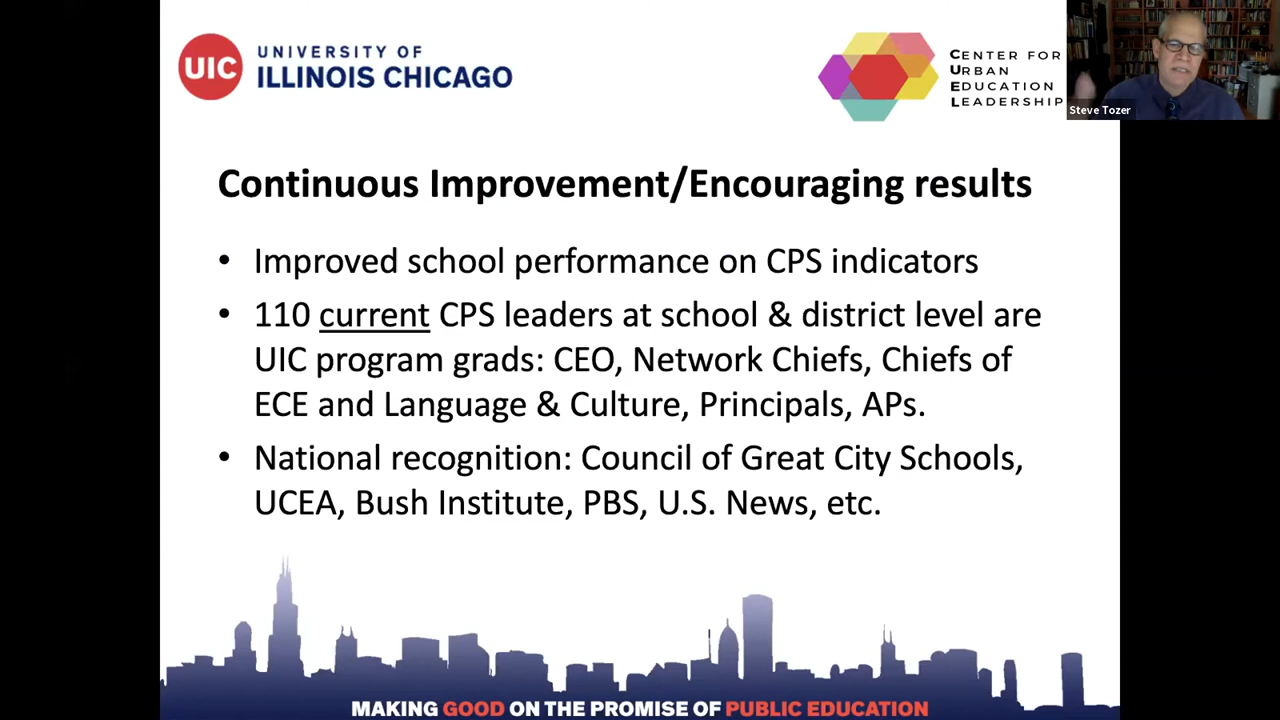 UIC
UNIVERSITY OF
ILLINOIS CHICAGO
CENTER FOR
URBAN
EDUCATION
LEADERSHIP
Steve Tozer
Continuous Improvement/Encouraging results
• Improved school performance on CPS indicators
• 110 current CPS leaders at school & district level are
UIC program grads: CEO, Network Chiefs, Chiefs of
ECE and Language & Culture, Principals, APs.
• National recognition: Council of Great City Schools,
UCEA, Bush Institute, PBS, U.S. News, etc.
MAKING GOOD ON THE PROMISE OF PUBLIC EDUCATION